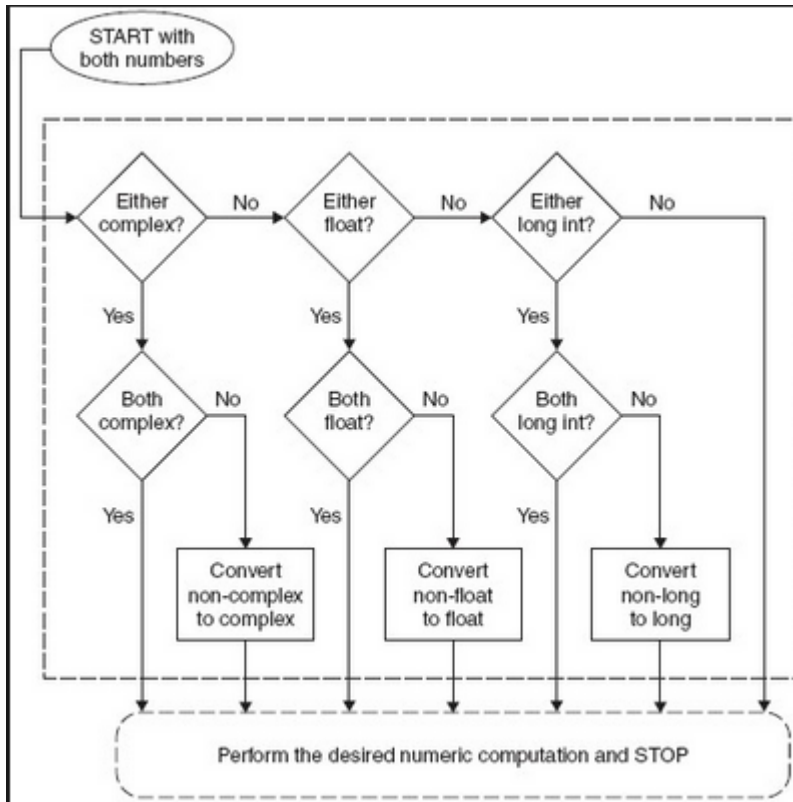 START with
both numbers
Either
complex?
No
Either
float?
No
Either
long int?
No
Yes
Yes
Yes
Both
complex?
No
Both
float?
No
Both
long int?
No
Yes
Yes
Yes
Convert
non-complex
to complex
Convert
non-float
to float
Convert
non-long
to long
Perform the desired numeric computation and STOP